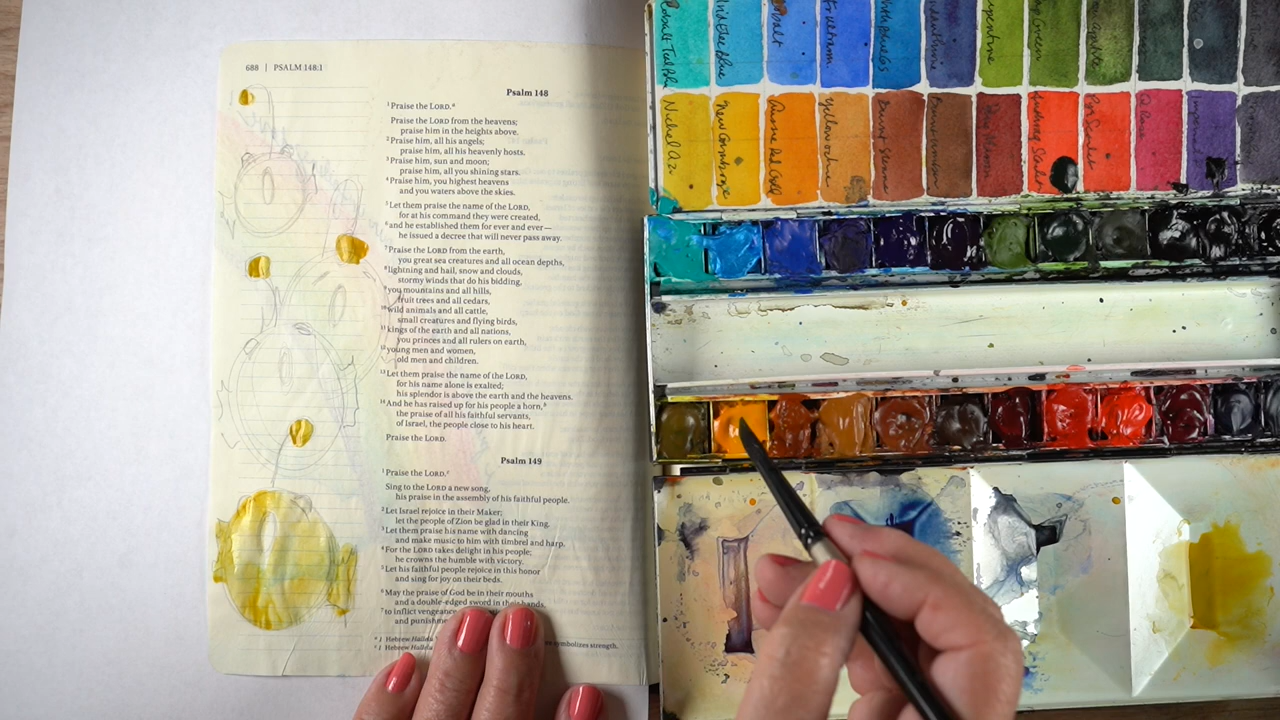 688 | PSALM 148:1
Psalm 148
1 Praise the LORD.a
Praise the LORD from the heavens;
praise him in the heights above.
2 Praise him, all his angels;
praise him, all his heavenly hosts.
3 Praise him, sun and moon;
praise him, all you shining stars.
4 Praise him, you highest heavens
and you waters above the skies.
5 Let them praise the name of the LORD,
for at his command they were created,
6 and he established them for ever and ever—
he issued a decree that will never pass away.
7 Praise the LORD from the earth,
you great sea creatures and all ocean depths,
8 lightning and hail, snow and clouds,
stormy winds that do his bidding,
9 you mountains and all hills,
fruit trees and all cedars,
10 wild animals and all cattle,
small creatures and flying birds,
11 kings of the earth and all nations,
you princes and all rulers on earth,
12 young men and women,
old men and children.
13 Let them praise the name of the LORD,
for his name alone is exalted;
his splendor is above the earth and the heavens.
14 And he has raised up for his people a horn,b
the praise of all his faithful servants,
of Israel, the people close to his heart.
Praise the LORD.
Psalm 149
1 Praise the LORD.c
Sing to the LORD a new song,
his praise in the assembly of his faithful people.
2 Let Israel rejoice in their Maker;
let the people of Zion be glad in their King.
3 Let them praise his name with dancing
and make music to him with timbrel and harp.
4 For the LORD takes delight in his people;
he crowns the humble with victory.
5 Let his faithful people rejoice in this honor
and sing for joy on their beds.
6 May the praise of God be in their mouths
and a double-edged sword in their hands,
7 to inflict vengeance
and punishme
Hebrew Hallelu
symbolizes strength.
Hebrew Hallelu
Cobalt
Serpentine
Nickel Azo
New Gamboge
Yellow Ochre
Burnt Sienna